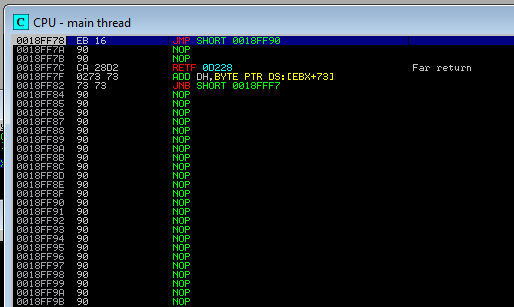 C CPU - main thread
0018FF78 EB 16 JMP SHORT 0018FF90
0018FF7A 90 NOP
0018FF7B 90 NOP
0018FF7C CA 28D2 RETF 0D228 Far return
0018FF7F 0273 73 ADD DH,BYTE PTR DS:[EBX+73]
0018FF82 73 73 JNB SHORT 0018FFF7
0018FF84 90 NOP
0018FF85 90 NOP
0018FF86 90 NOP
0018FF87 90 NOP
0018FF88 90 NOP
0018FF89 90 NOP
0018FF8A 90 NOP
0018FF8B 90 NOP
0018FF8C 90 NOP
0018FF8D 90 NOP
0018FF8E 90 NOP
0018FF8F 90 NOP
0018FF90 90 NOP
0018FF91 90 NOP
0018FF92 90 NOP
0018FF93 90 NOP
0018FF94 90 NOP
0018FF95 90 NOP
0018FF96 90 NOP
0018FF97 90 NOP
0018FF98 90 NOP
0018FF99 90 NOP
0018FF9A 90 NOP
0018FF9B 90 NOP